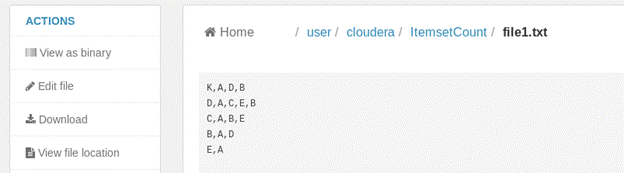 ACTIONS
View as binary
Edit file
Download
View file location
Home / user / cloudera / ItemsetCount / file1.txt
K,A,D,B
D,A,C,E,B
C,A,B,E
B,A,D
E,A